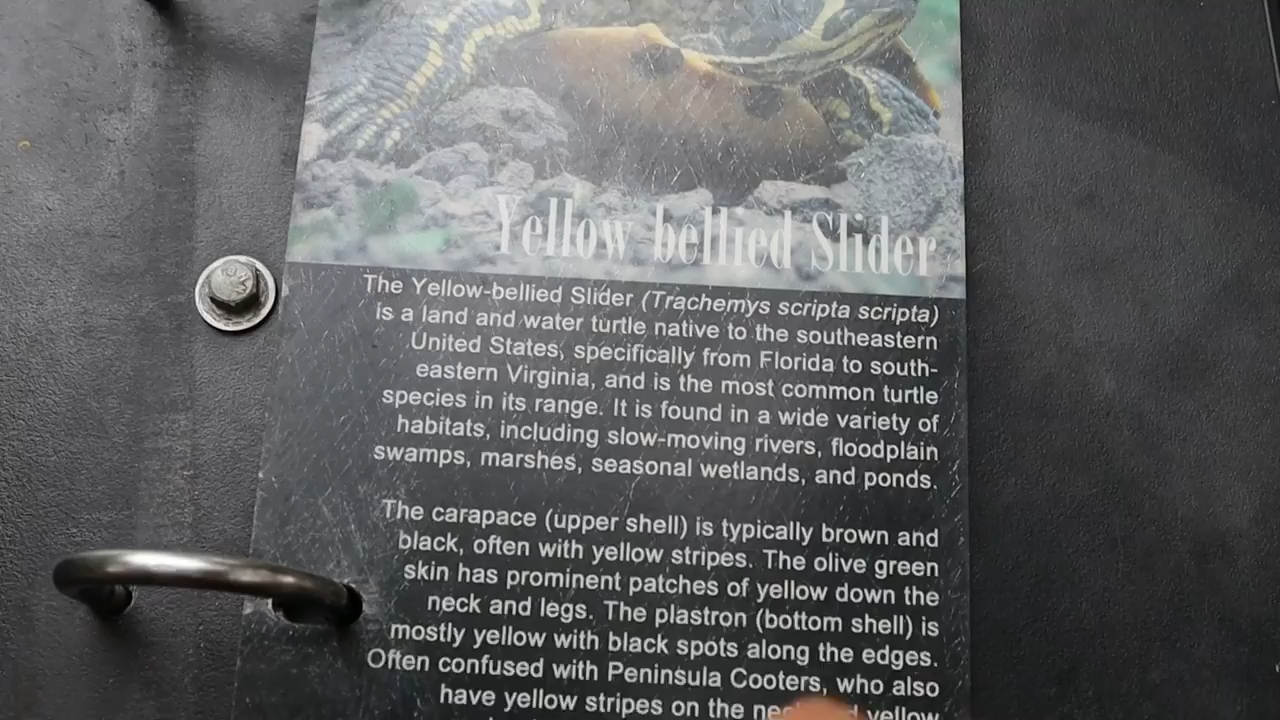 Yellow bellied Slider
The Yellow-bellied Slider (Trachemys scripta scripta)
is a land and water turtle native to the southeastern
United States, specifically from Florida to south-
eastern Virginia, and is the most common turtle
species in its range. It is found in a wide variety of
habitats, including slow-moving rivers, floodplain
swamps, marshes, seasonal wetlands, and ponds.
The carapace (upper shell) is typically brown and
black, often with yellow stripes. The olive green
skin has prominent patches of yellow down the
neck and legs. The plastron (bottom shell) is
mostly yellow with black spots along the edges.
Often confused with Peninsula Cooters, who also
have yellow stripes on the yellow